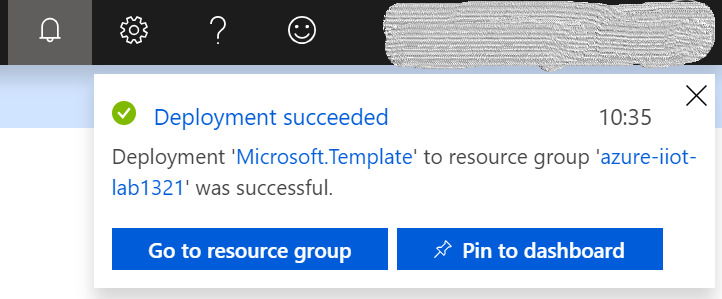 Deployment succeeded 10:35
Deployment 'Microsoft.Template' to resource group 'azure-iiot-
lab1321' was successful.
Go to resource group Pin to dashboard